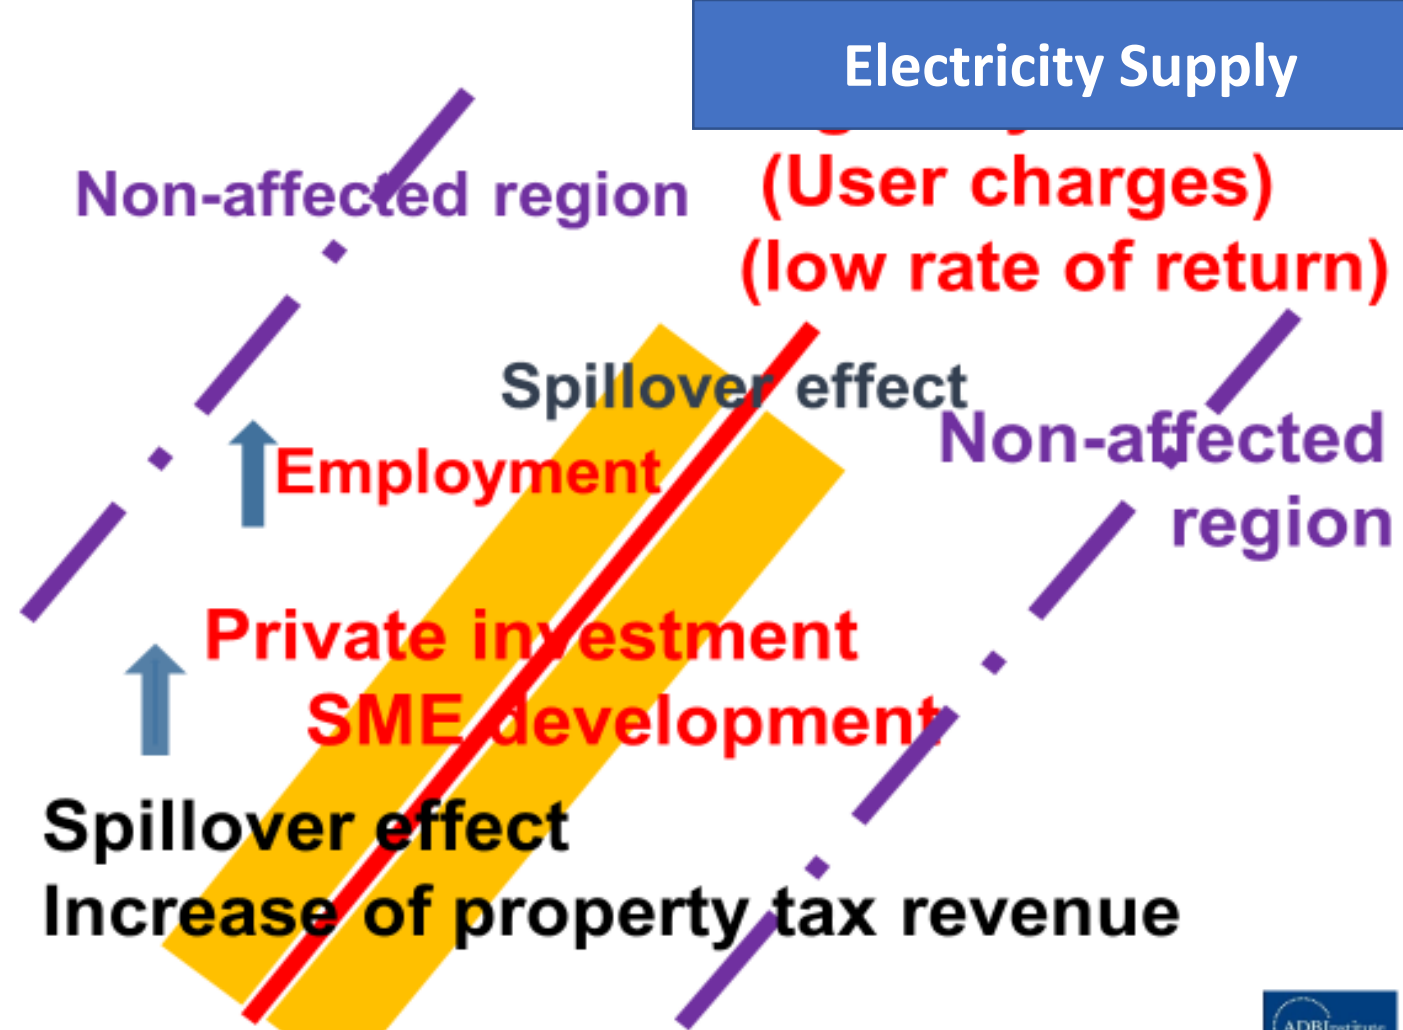 Electricity Supply
(User charges)
(low rate of return)
Non-affected region
Spillover effect
Non-affected
region
Employment
Private investment
SME development
Spillover effect
Increase of property tax revenue
ADBInstitute